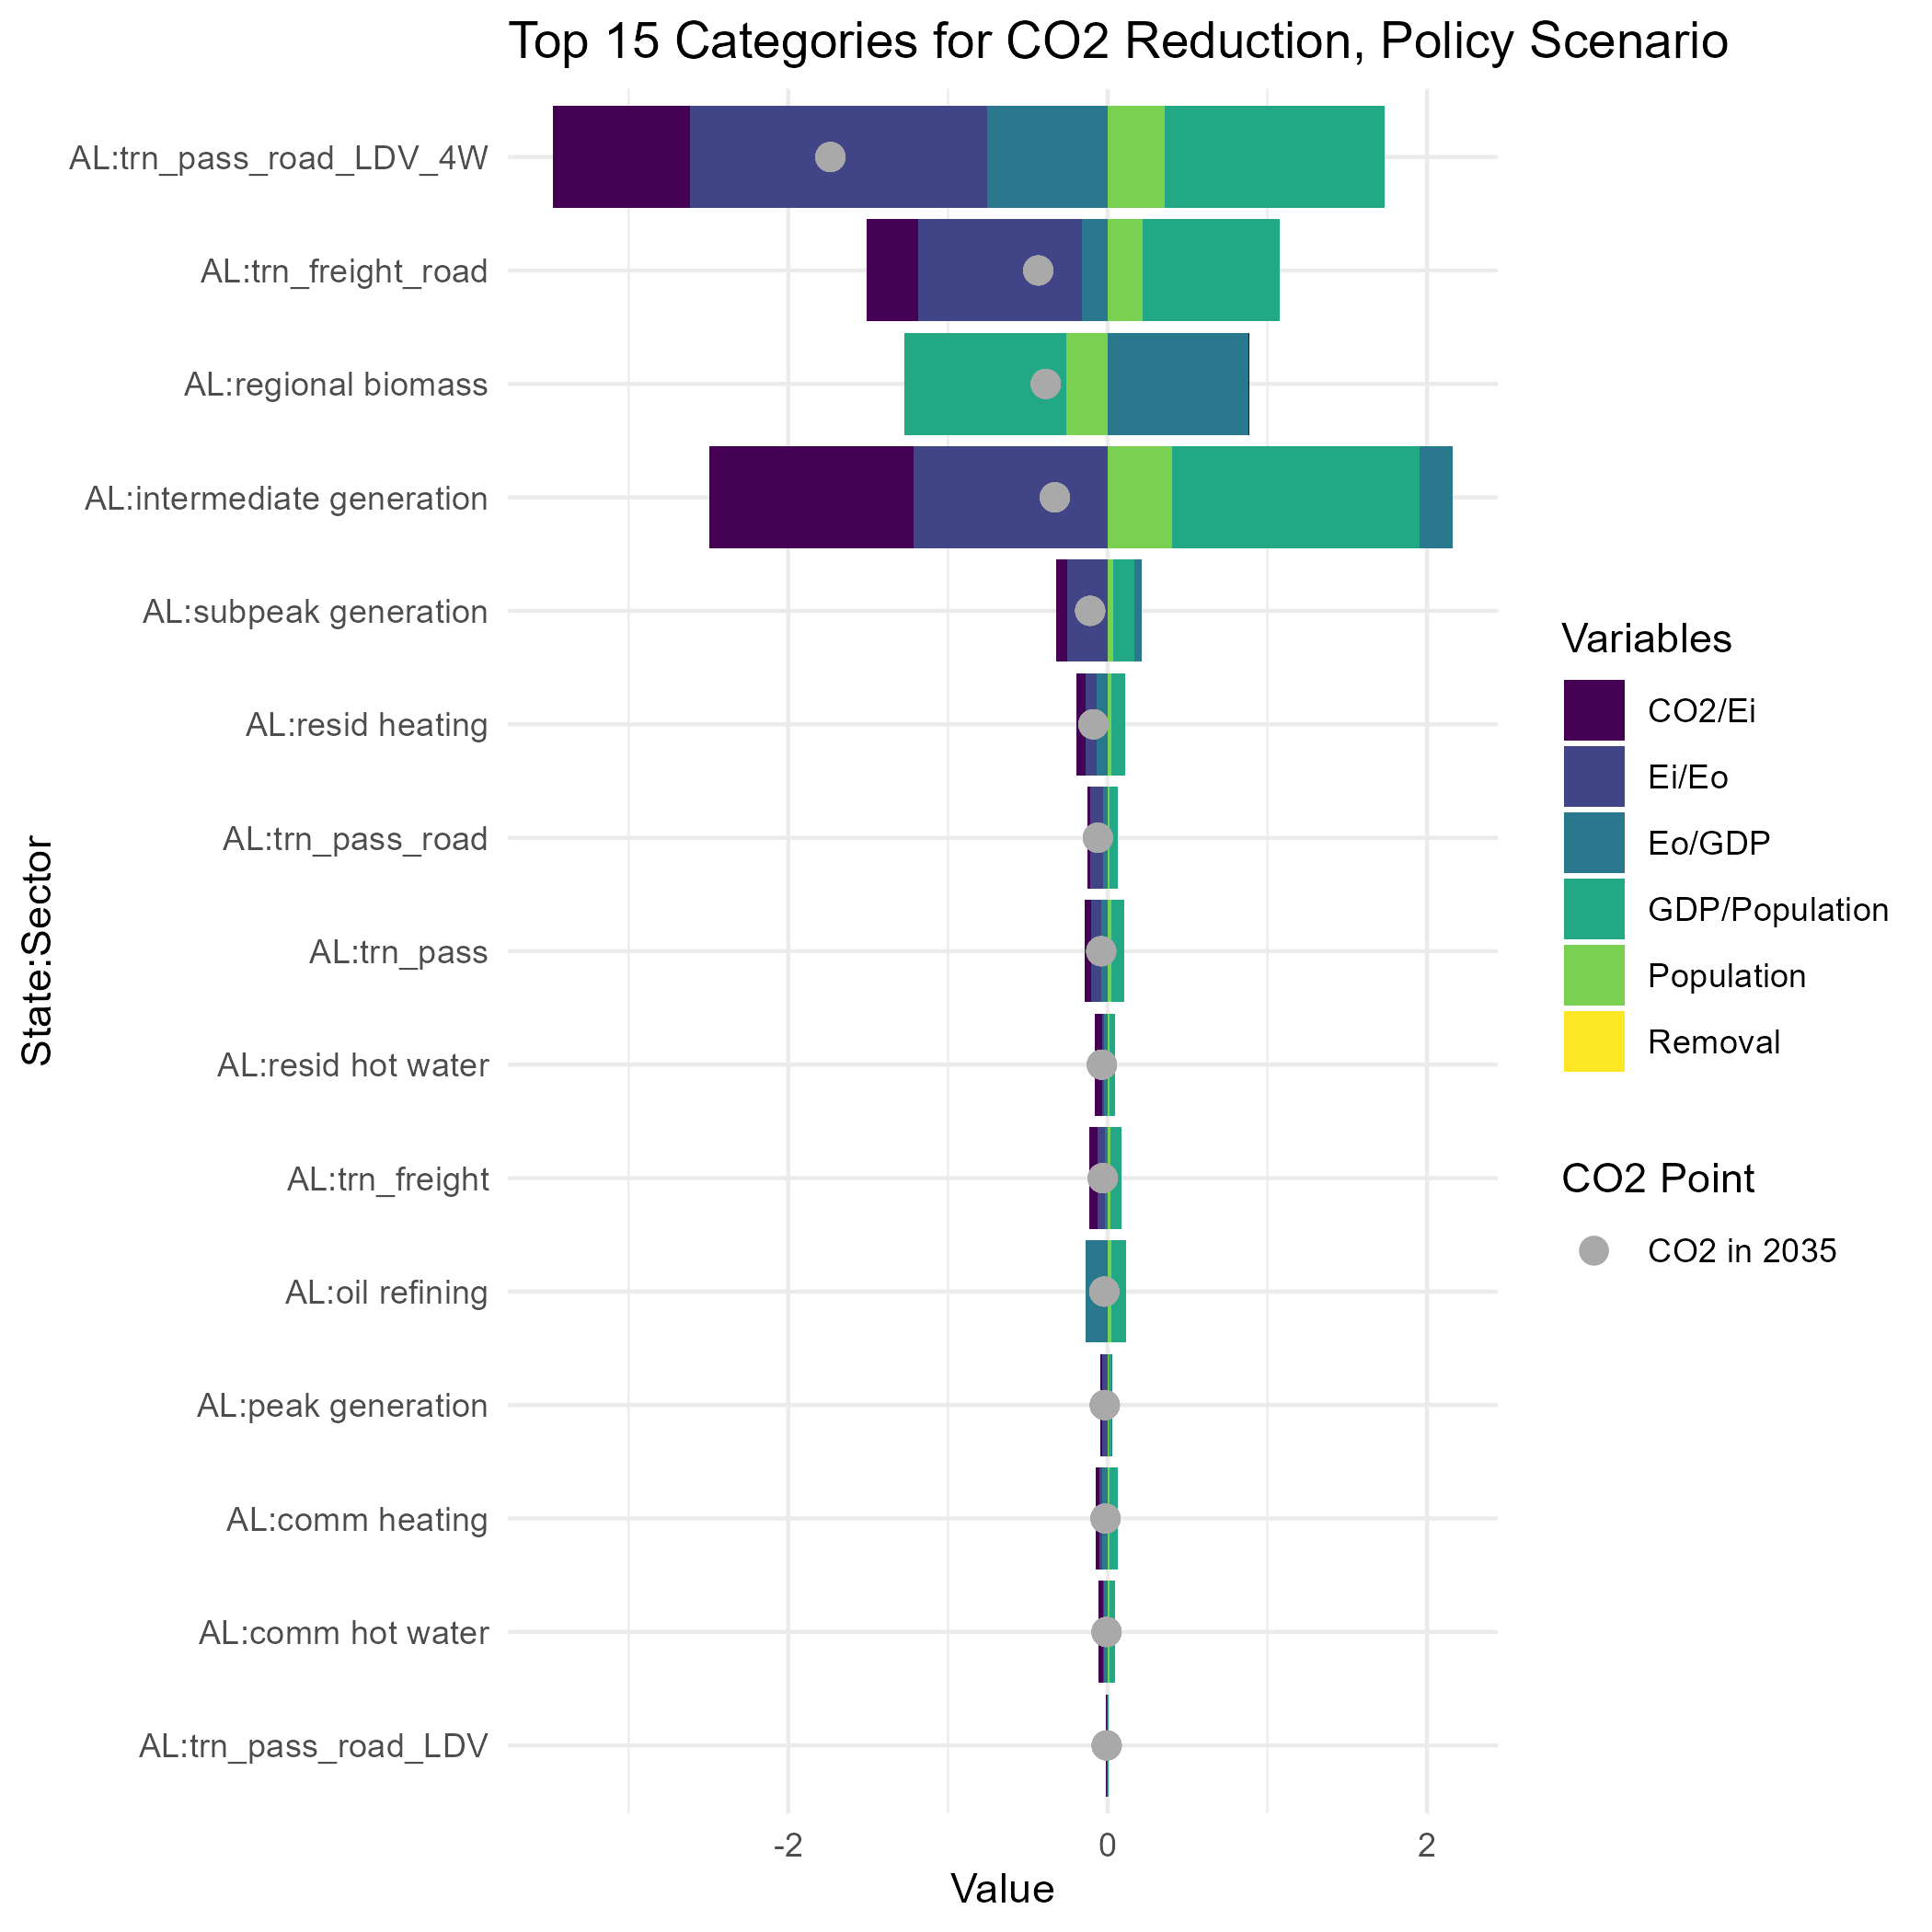 Top 15 Categories for CO2 Reduction, Policy Scenario
AL:trn_pass_road_LDV_4W
AL:trn_freight_road
AL:regional biomass
AL:intermediate generation
AL:subpeak generation
AL:resid heating
AL:trn_pass_road
AL:trn_pass
AL:resid hot water
AL:trn_freight
AL:oil refining
AL:peak generation
AL:comm heating
AL:comm hot water
AL:trn_pass_road_LDV
State:Sector
-2 0 2
Value
Variables
CO2/Ei
Ei/Eo
Eo/GDP
GDP/Population
Population
Removal
CO2 Point
CO2 in 2035